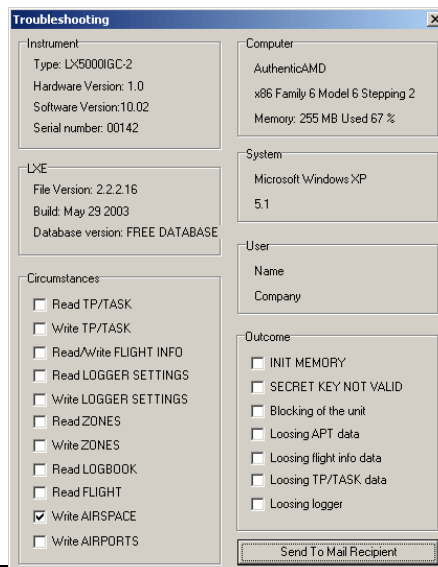 Troubleshooting
Instrument
Type: LX5000IGC-2
Hardware Version: 1.0
Software Version:10.02
Serial number: 00142
LXE
File Version: 2.2.2.16
Build: May 29 2003
Database version: FREE DATABASE
Circumstances
Read TP/TASK
Write TP/TASK
Read/Write FLIGHT INFO
Read LOGGER SETTINGS
Write LOGGER SETTINGS
Read ZONES
Write ZONES
Read LOGBOOK
Read FLIGHT
Write AIRSPACE
Write AIRPORTS
Computer
AuthenticAMD
x86 Family 6 Model 6 Stepping 2
Memory: 255 MB Used 67 %
System
Microsoft Windows XP
5.1
User
Name
Company
Outcome
INIT MEMORY
SECRET KEY NOT VALID
Blocking of the unit
Loosing APT data
Loosing flight info data
Loosing TP/TASK data
Loosing logger
Send To Mail Recipient